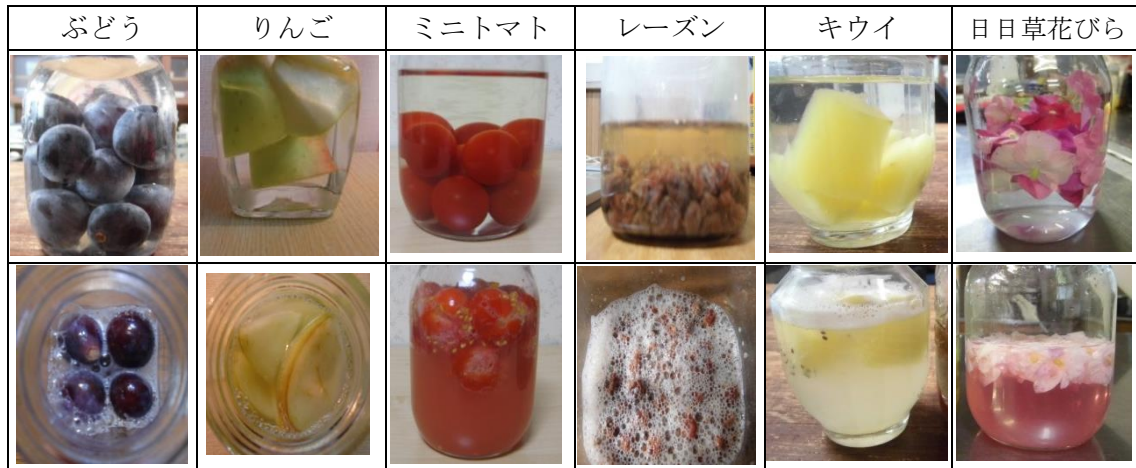 ぶどう
りんご
ミニトマト
レーズン
キウイ
日日草花びら